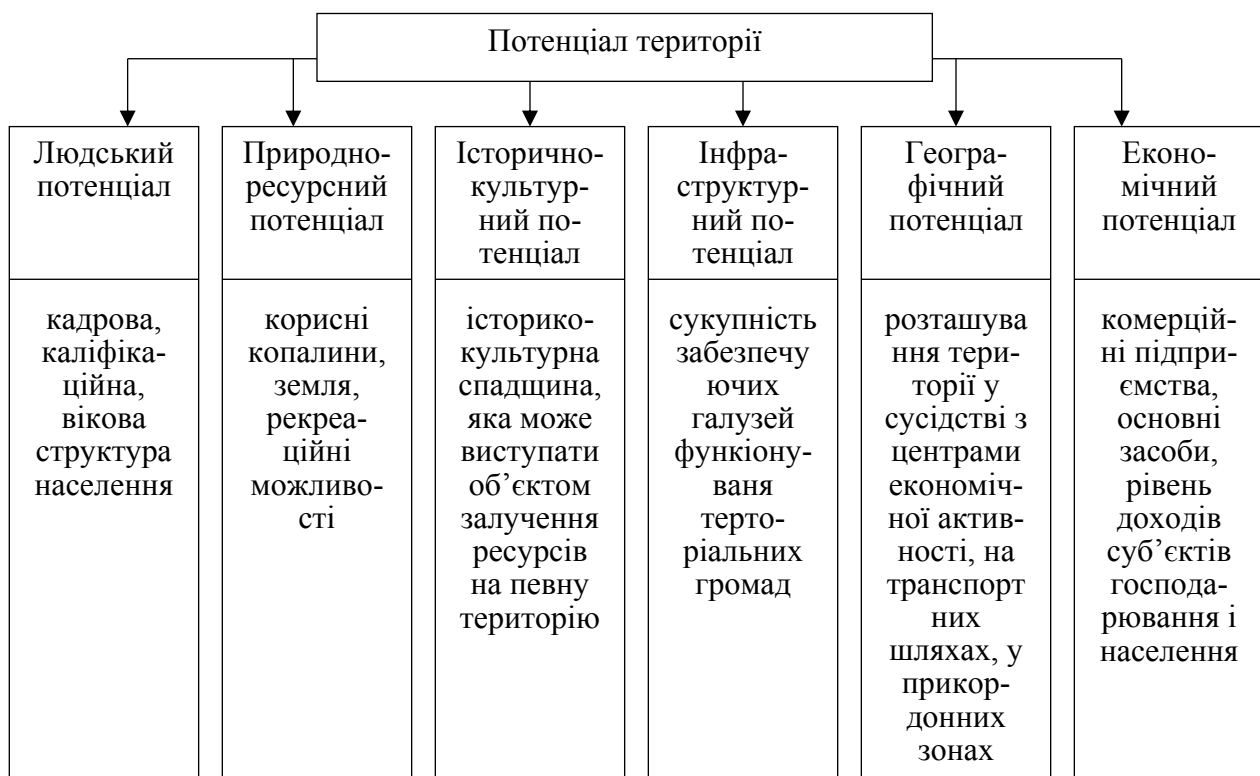 Потенціал території
Людський
потенціал
Природно-
ресурсний
потенціал
Історично-
культур-
ний по-
тенціал
Інфра-
структур-
ний по-
тенціал
Геогра-
фічний
потенціал
Еконо-
мічний
потенціал
кадрова,
каліфіка-
ційна,
вікова
структура
населення
корисні
копалини,
земля,
рекреа-
ційні
можливо-
сті
історико-
культурна
спадщина,
яка може
виступати
об’єктом
залучення
ресурсів
на певну
територію
сукупність
забезпечу
ючих
галузей
функіону-
ваня
терто-
ріальних
громад
розташува
ння тери-
торії у
сусідстві з
центрами
економіч-
ної актив-
ності, на
транспорт
них
шляхах, у
прикор-
донних
зонах
комерцій-
ні підпри-
ємства,
основні
засоби,
рівень
доходів
суб’єктів
господа-
рювання і
населення